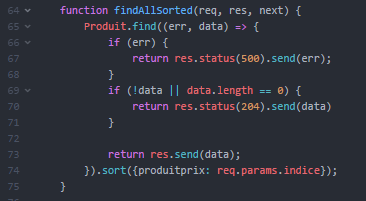 64 function findAllSorted(req, res, next) {
65 Produit.find((err, data) => {
66 if (err) {
67 return res.status(500).send(err);
68 }
69 if (!data || data.length == 0) {
70 return res.status(204).send(data)
71 }
72
73 return res.send(data);
74 }).sort({produitprix: req.params.indice});
75 }